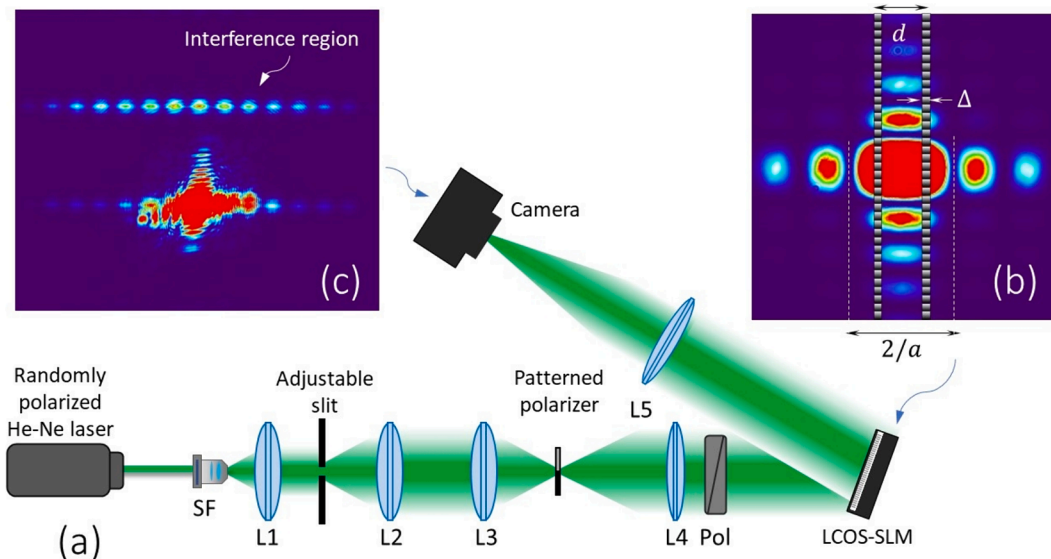 Interference region
(c)
d
Δ
(b)
2/a
Camera
Randomly
polarized
He-Ne laser
Adjustable
slit
Patterned
polarizer
L5
SF
L1
L2
L3
L4
Pol
LCOS-SLM
(a)